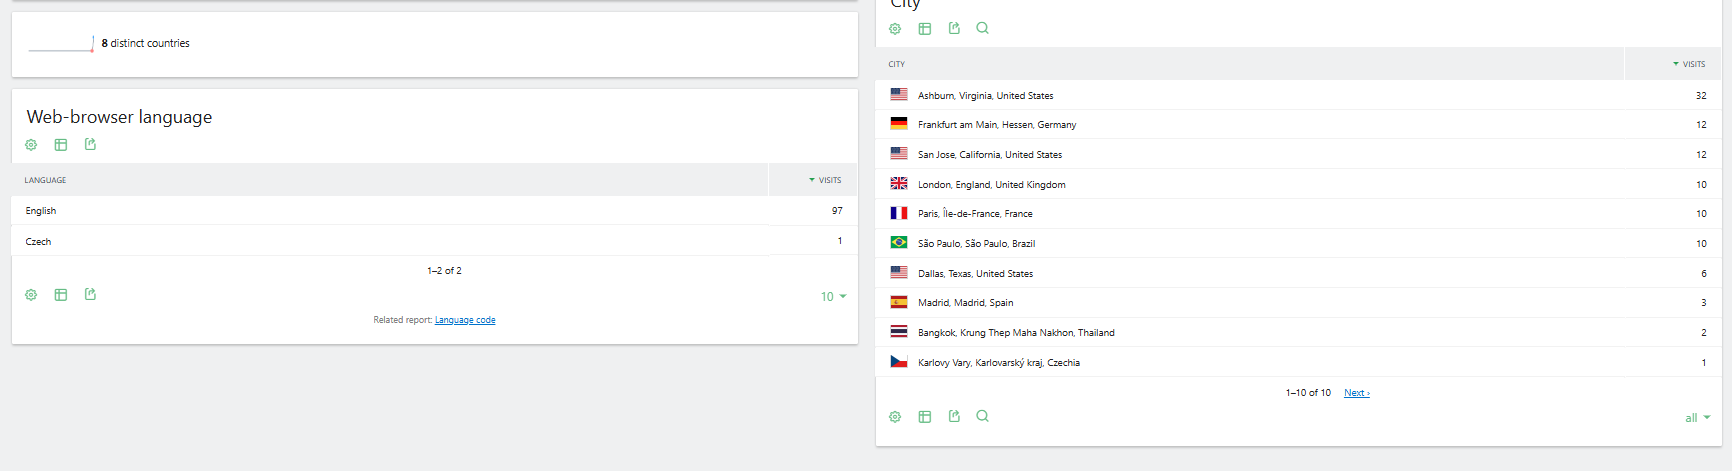 8 distinct countries
Web-browser language
LANGUAGE VISITS
English 97
Czech 1
1–2 of 2
10
Related report: Language code
City
CITY VISITS
Ashburn, Virginia, United States 32
Frankfurt am Main, Hessen, Germany 12
San Jose, California, United States 12
London, England, United Kingdom 10
Paris, Île-de-France, France 10
São Paulo, São Paulo, Brazil 10
Dallas, Texas, United States 6
Madrid, Madrid, Spain 3
Bangkok, Krung Thep Maha Nakhon, Thailand 2
Karlovy Vary, Karlovarský kraj, Czechia 1
1–10 of 10 Next ›
all